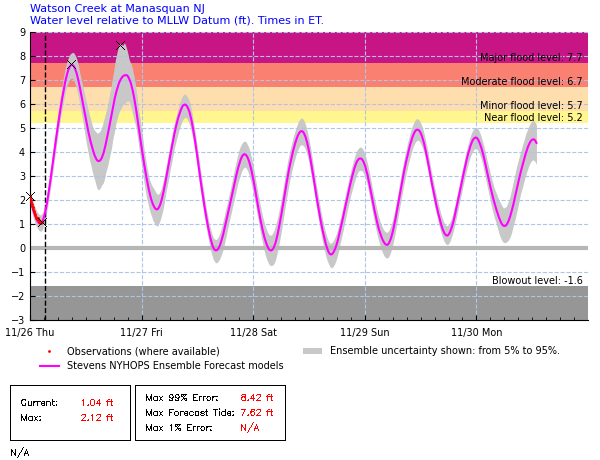 Watson Creek at Manasquan NJ
Water level relative to MLLW Datum (ft). Times in ET.
9
8
7
6
5
4
3
2
1
0
−1
−2
−3
Major flood level: 7.7
Moderate flood level: 6.7
Minor flood level: 5.7
Near flood level: 5.2
Blowout level: -1.6
11/26 Thu 11/27 Fri 11/28 Sat 11/29 Sun 11/30 Mon
Observations (where available) Ensemble uncertainty shown: from 5% to 95%.
Stevens NYHOPS Ensemble Forecast models
Current: 1.04 ft
Max: 2.12 ft
Max 99% Error: 8.42 ft
Max Forecast Tide: 7.62 ft
Max 1% Error: N/A
N/A